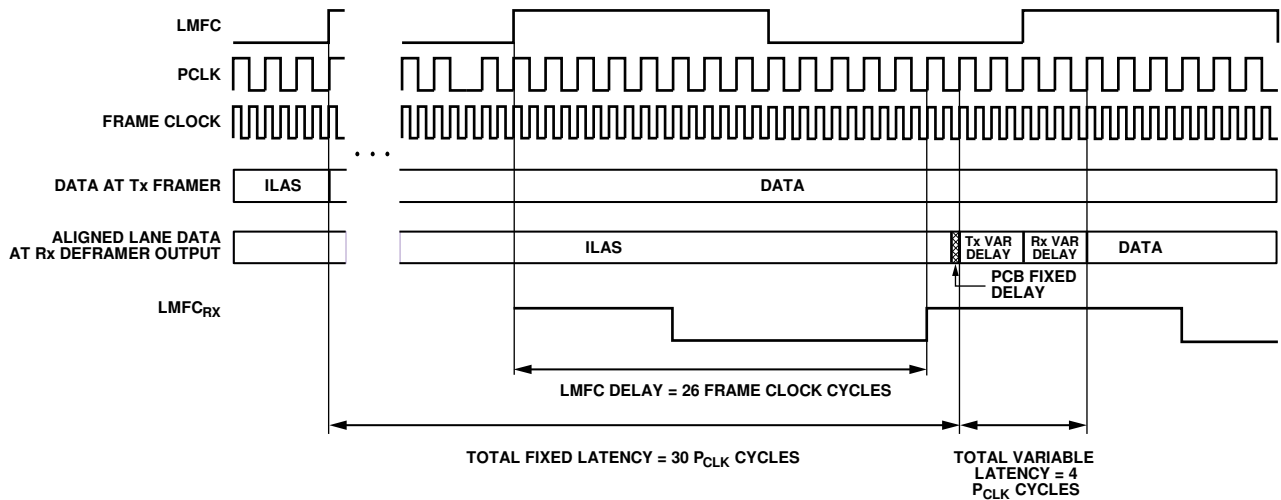 LMFC
PCLK
FRAME CLOCK
. . .
DATA AT Tx FRAMER
ILAS
DATA
ALIGNED LANE DATA
AT Rx DEFRAMER OUTPUT
ILAS
Tx VAR
DELAY
Rx VAR
DELAY
DATA
PCB FIXED
DELAY
LMFCRX
LMFC DELAY = 26 FRAME CLOCK CYCLES
TOTAL FIXED LATENCY = 30 PCLK CYCLES
TOTAL VARIABLE
LATENCY = 4
PCLK CYCLES